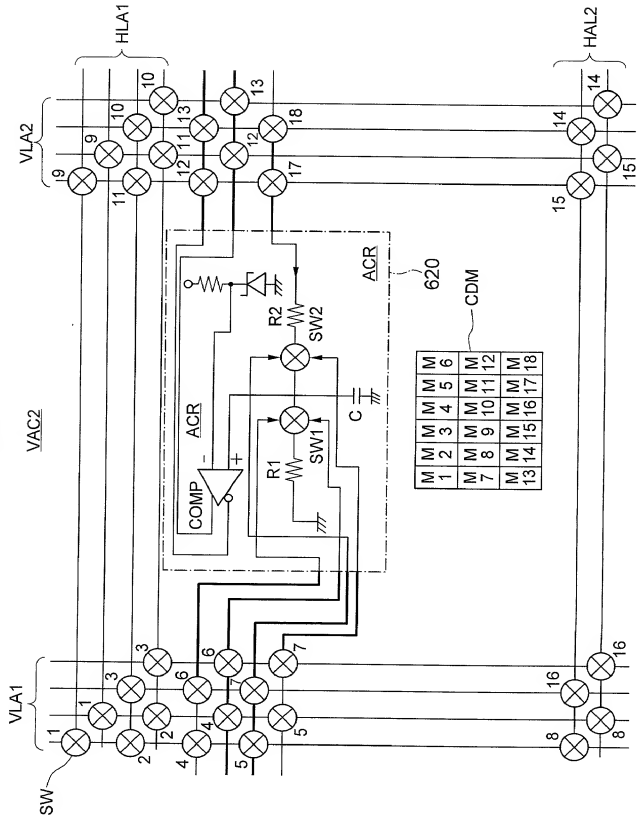 VAC2
SW
VLA1
VLA2
HLA1
1
1
2
2
3
3
4
4
5
5
6
6
7
7
9
9
10
10
11
11
12
12
13
13
17
18
COMP
-
+
ACR
R1
SW1
SW2
R2
C
ACR
620
CDM
M M M M M M
1 2 3 4 5 6
M M M M M M
7 8 9 10 11 12
M M M M M M
13 14 15 16 17 18
8
8
16
16
15
15
14
14
HAL2